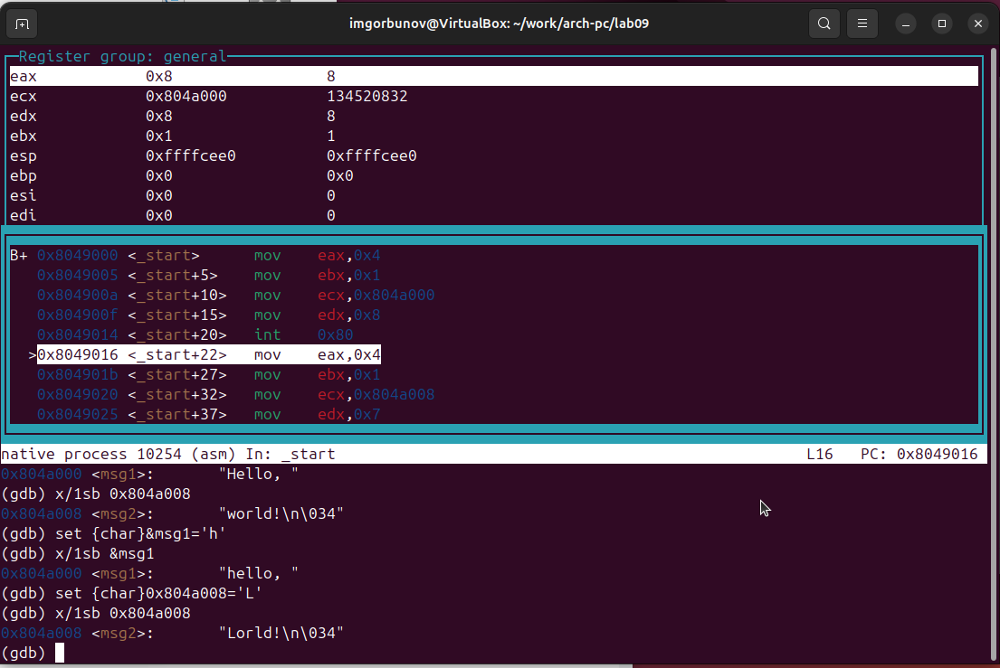 imgorbunov@VirtualBox: ~/work/arch-pc/lab09
Register group: general
eax 0x8 8
ecx 0x804a000 134520832
edx 0x8 8
ebx 0x1 1
esp 0xffffcee0 0xffffcee0
ebp 0x0 0x0
esi 0x0 0
edi 0x0 0
B+ 0x8049000 <_start> mov eax,0x4
0x8049005 <_start+5> mov ebx,0x1
0x804900a <_start+10> mov ecx,0x804a000
0x804900f <_start+15> mov edx,0x8
0x8049014 <_start+20> int 0x80
>0x8049016 <_start+22> mov eax,0x4
0x804901b <_start+27> mov ebx,0x1
0x8049020 <_start+32> mov ecx,0x804a008
0x8049025 <_start+37> mov edx,0x7
native process 10254 (asm) In: _start L16 PC: 0x8049016
0x804a000 <msg1>: "Hello, "
(gdb) x/1sb 0x804a008
0x804a008 <msg2>: "world!\n\034"
(gdb) set {char}&msg1='h'
(gdb) x/1sb &msg1
0x804a000 <msg1>: "hello, "
(gdb) set {char}0x804a008='L'
(gdb) x/1sb 0x804a008
0x804a008 <msg2>: "Lorld!\n\034"
(gdb)